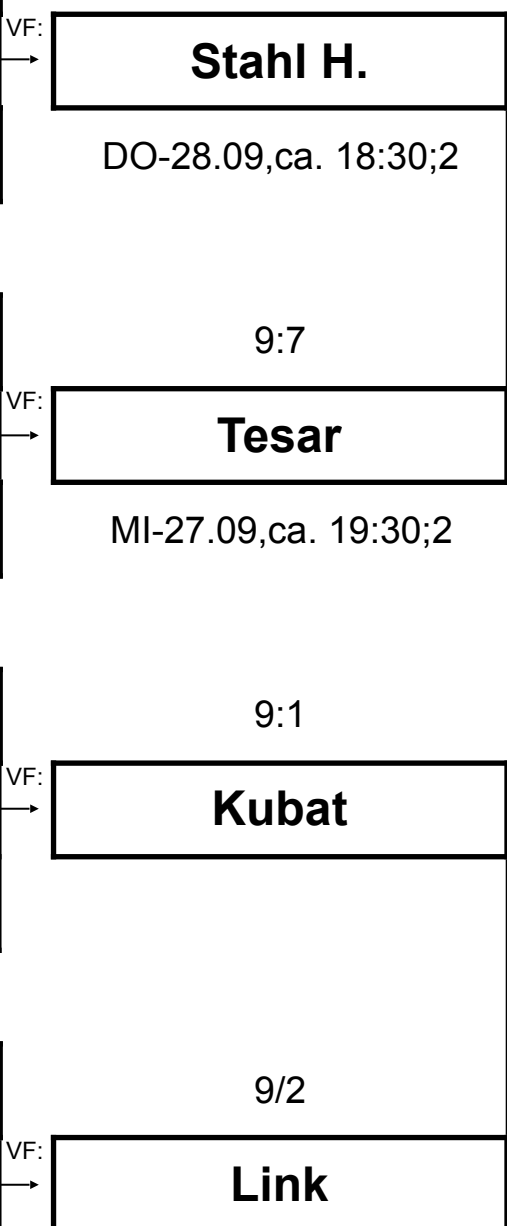 VF:
Stahl H.
DO-28.09,ca. 18:30;2
9:7
VF:
Tesar
MI-27.09,ca. 19:30;2
9:1
VF:
Kubat
9/2
VF:
Link